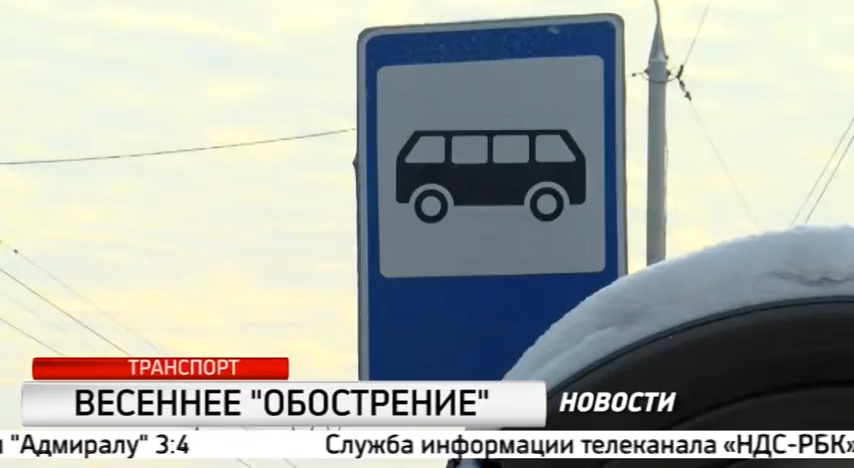 ТРАНСПОРТ
ВЕСЕННЕЕ "ОБОСТРЕНИЕ"
НОВОСТИ
"Адмиралу" 3:4 Служба информации телеканала «НДС-РБК»